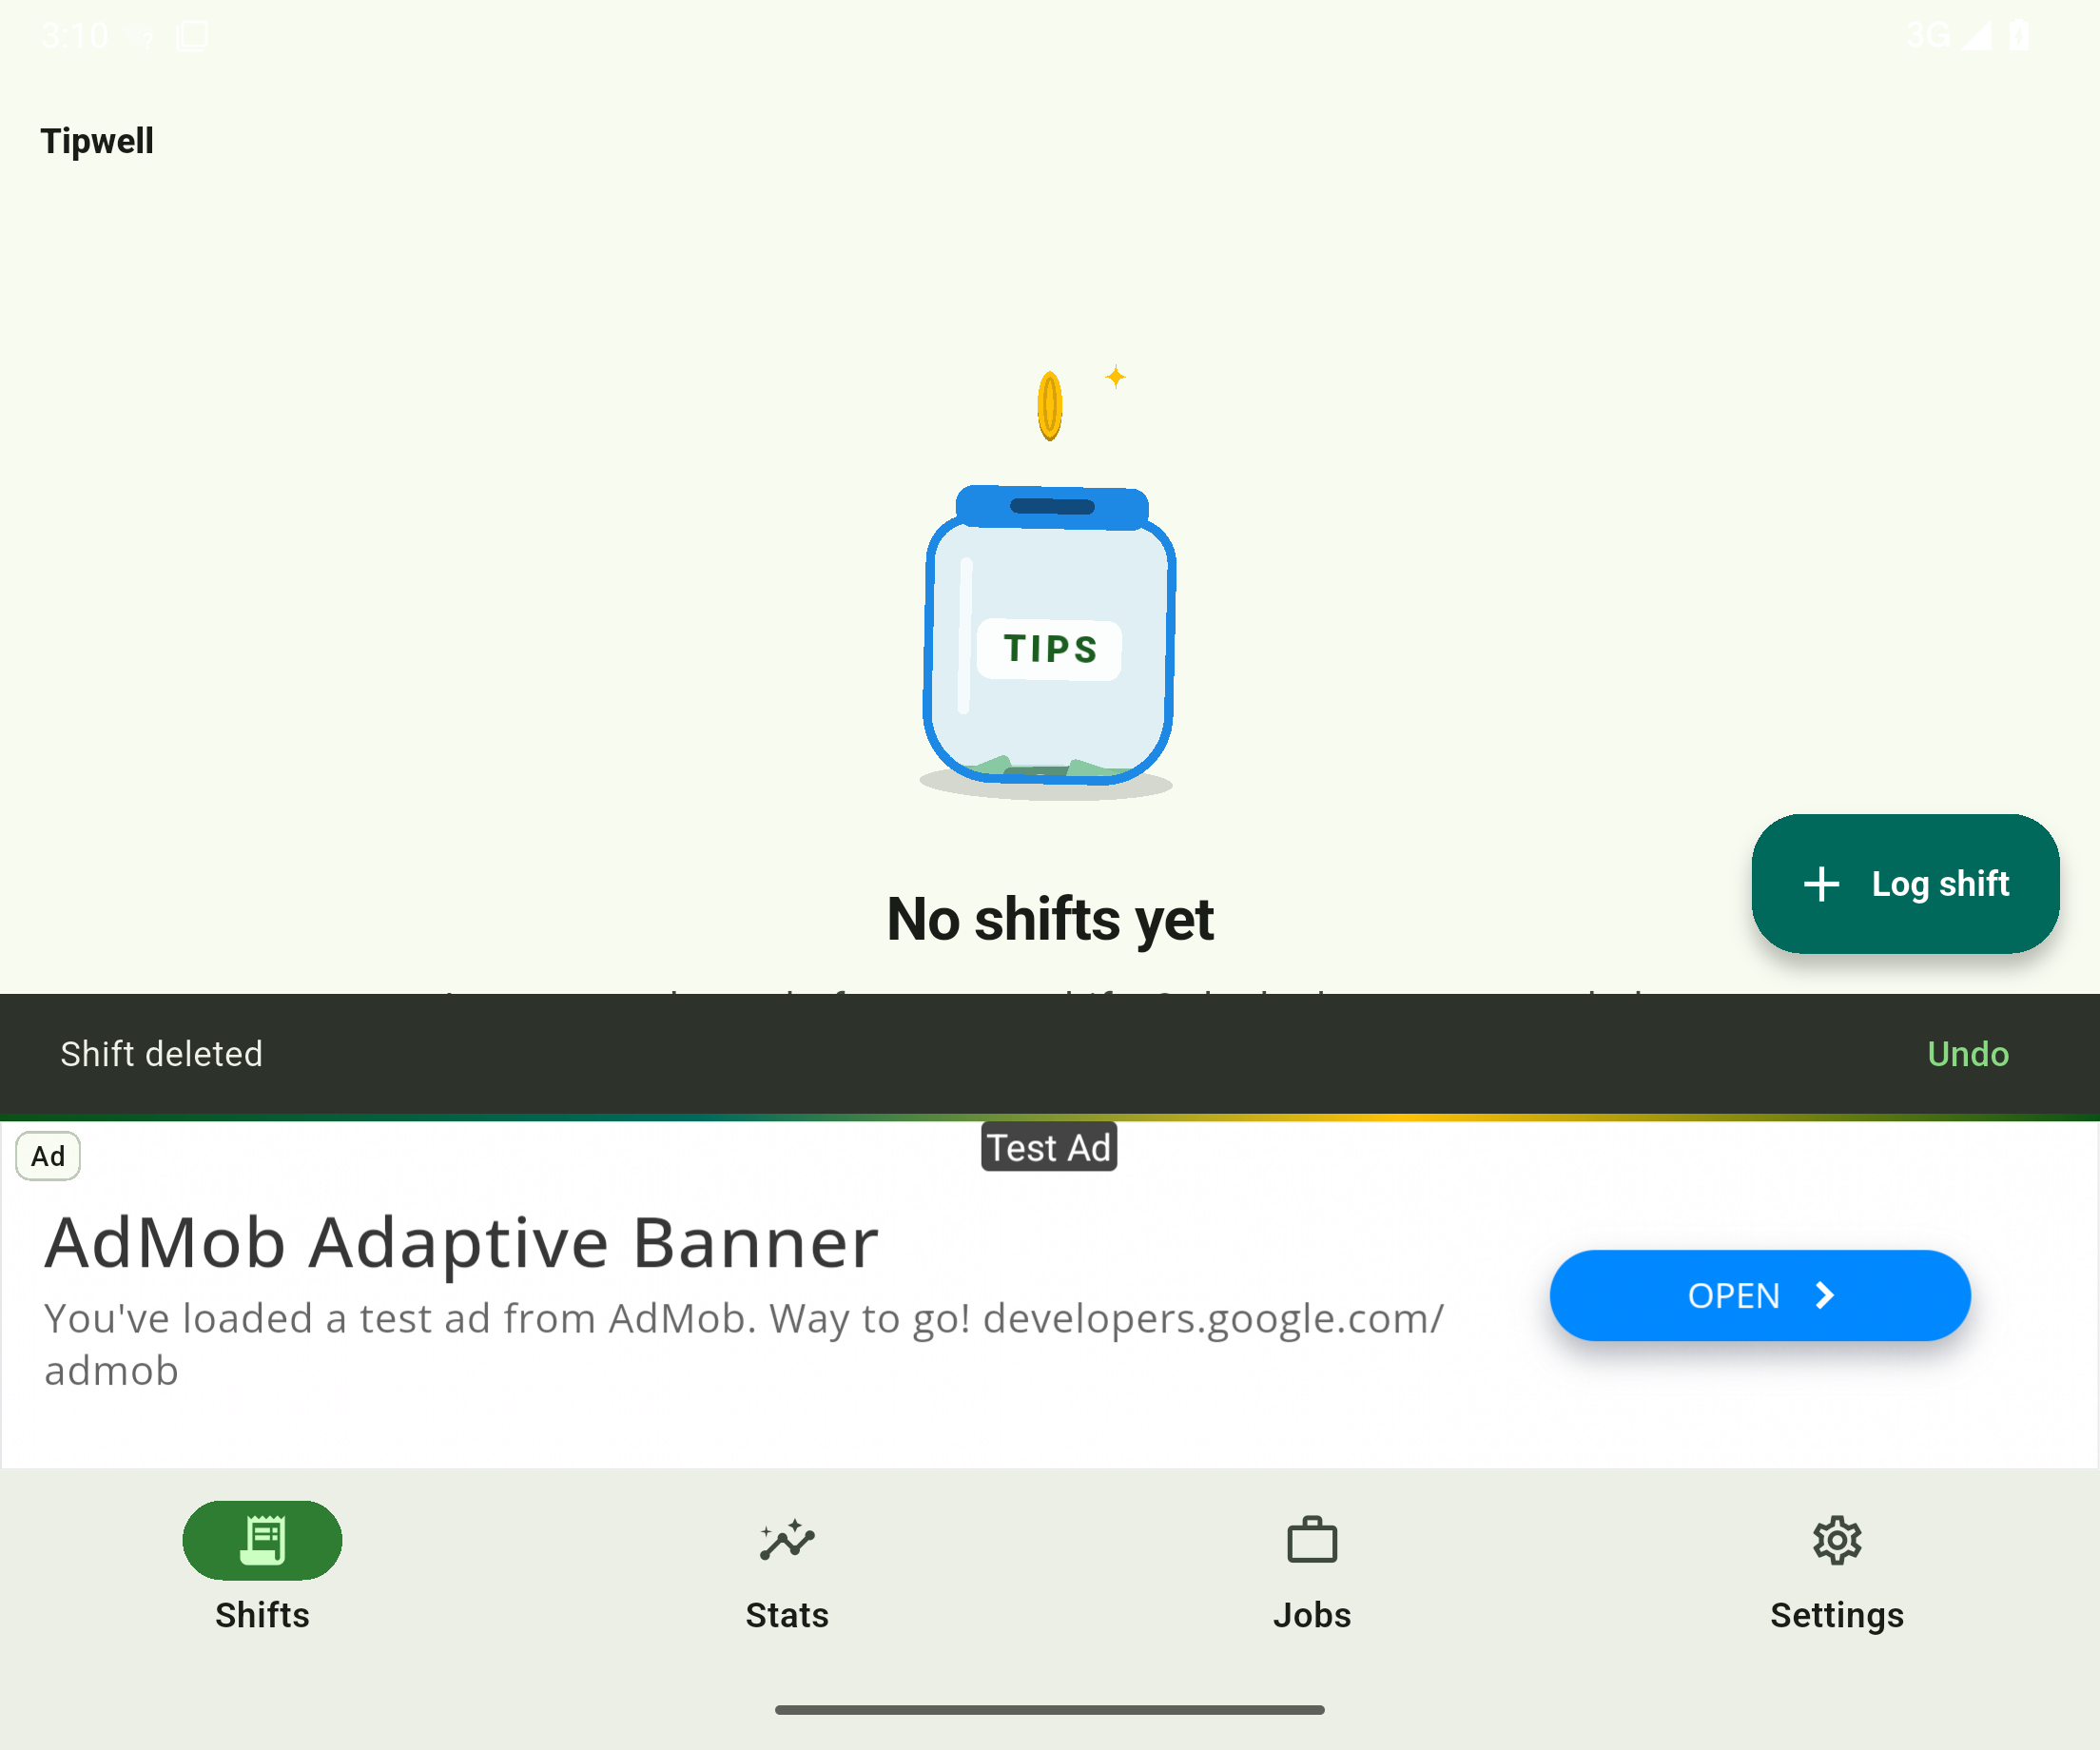 3:10
3G
Tipwell
TIPS
No shifts yet
Log shift
Shift deleted
Undo
Ad
Test Ad
AdMob Adaptive Banner
You've loaded a test ad from AdMob. Way to go! developers.google.com/
admob
OPEN
Shifts
Stats
Jobs
Settings